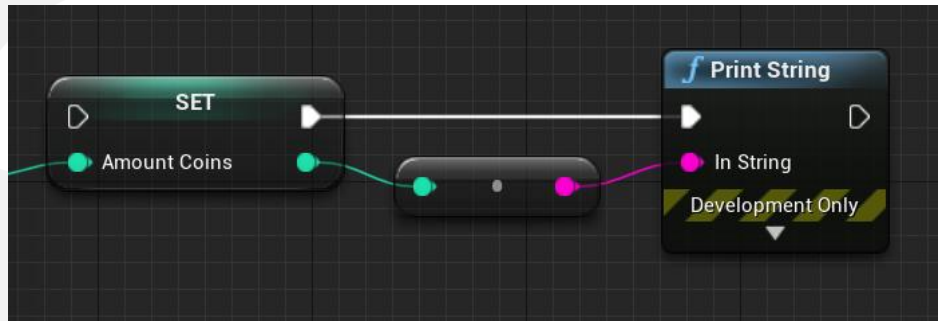 SET
Amount Coins
f Print String
In String
Development Only